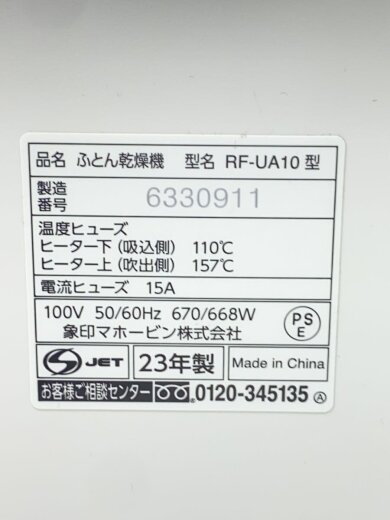 品名 ふとん乾燥機 型名 RF-UA10 型
製造番号 6330911
温度ヒューズ
ヒーター下(吸込側) 110℃
ヒーター上(吹出側) 157℃
電流ヒューズ 15A
100V 50/60Hz 670/668W
象印マホービン株式会社
PS
E
S JET 23年製 Made in China
お客様ご相談センター 0120-345135 Ⓐ